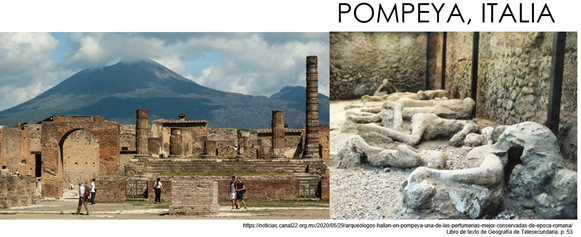 POMPEYA, ITALIA
https://noticias.canal22.org.mx/2020/05/29/arqueologos-hallan-en-pompeya-una-de-las-perfumerias-mejor-conservadas-de-epoca-romana/
Libro de texto de Geografía de Telesecundaria, p. 53